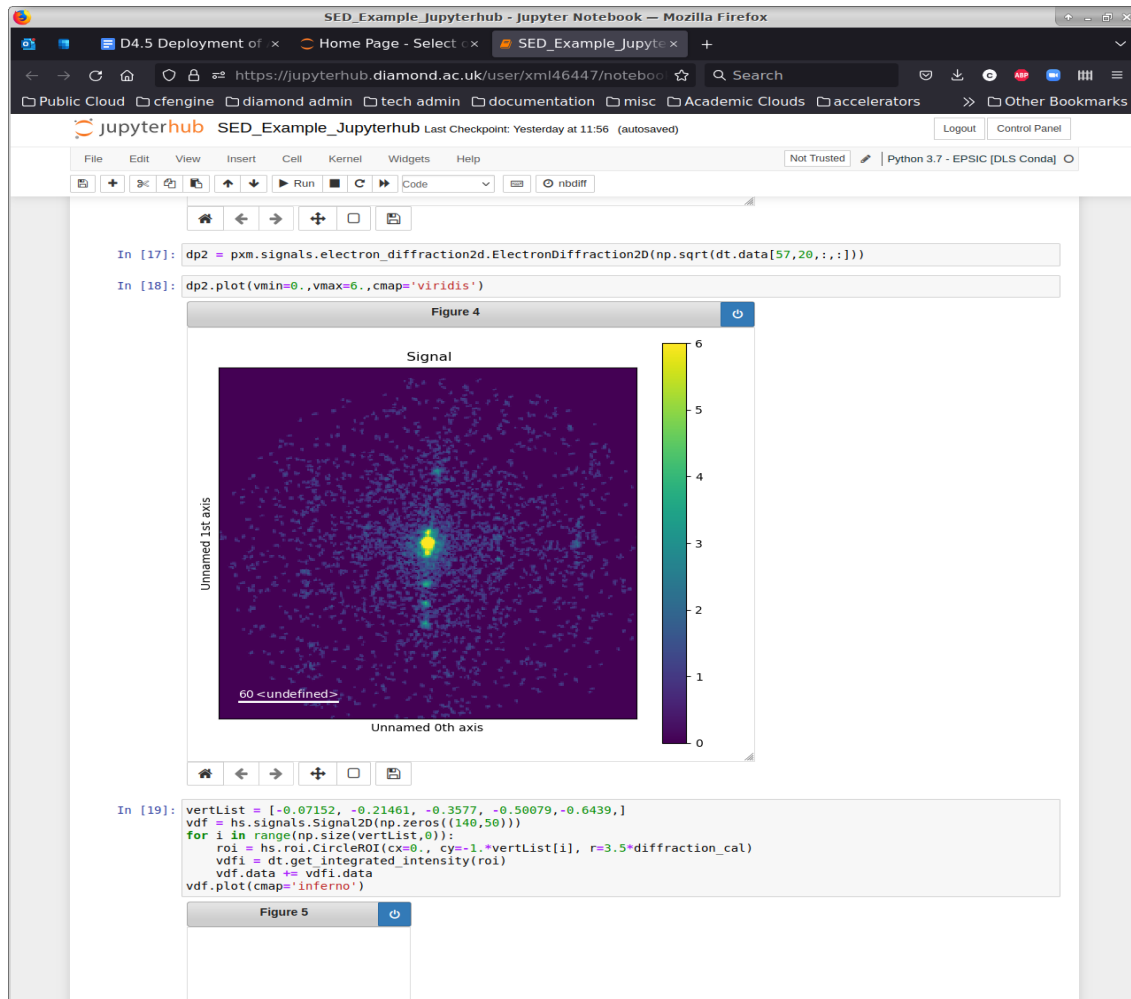 SED_Example_Jupyterhub - Jupyter Notebook — Mozilla Firefox
D4.5 Deployment of
Home Page - Select
SED_Example_Jupyte
https://jupyterhub.diamond.ac.uk/user/xml46447/noteboo
Search
Public Cloud cfengine diamond admin tech admin documentation misc Academic Clouds accelerators » Other Bookmarks
jupyterhub SED_Example_Jupyterhub Last Checkpoint: Yesterday at 11:56 (autosaved)
Logout Control Panel
File Edit View Insert Cell Kernel Widgets Help
Not Trusted Python 3.7 - EPSIC [DLS Conda]
Run Code nbdiff
In [17]: dp2 = pxm.signals.electron_diffraction2d.ElectronDiffraction2D(np.sqrt(dt.data[57,20,:,:]))
In [18]: dp2.plot(vmin=0.,vmax=6.,cmap='viridis')
Figure 4
Signal
6
5
4
3
2
1
0
Unnamed 1st axis
60 <undefined>
Unnamed 0th axis
In [19]: vertList = [-0.07152, -0.21461, -0.3577, -0.50079,-0.6439,]
vdf = hs.signals.Signal2D(np.zeros((140,50)))
for i in range(np.size(vertList,0)):
    roi = hs.roi.CircleROI(cx=0., cy=-1.*vertList[i], r=3.5*diffraction_cal)
    vdfi = dt.get_integrated_intensity(roi)
    vdf.data += vdfi.data
vdf.plot(cmap='inferno')
Figure 5